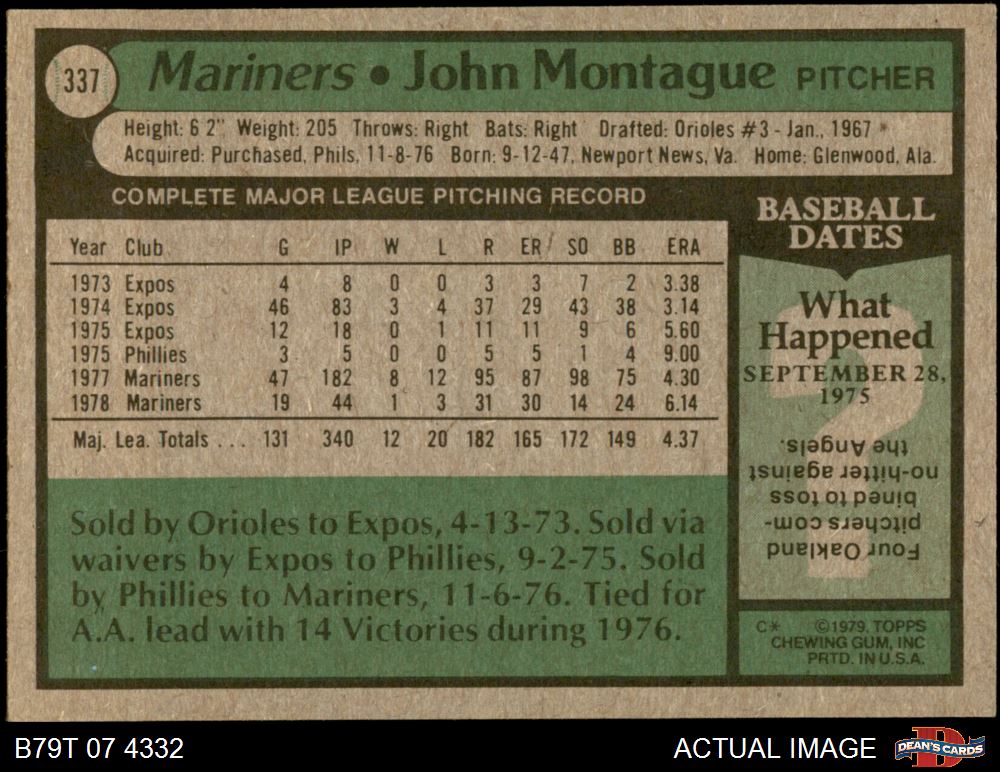 337
Mariners • John Montague PITCHER
Height: 6 2" Weight: 205 Throws: Right Bats: Right Drafted: Orioles #3 - Jan., 1967
Acquired: Purchased, Phils, 11-8-76 Born: 9-12-47, Newport News, Va. Home: Glenwood, Ala.
COMPLETE MAJOR LEAGUE PITCHING RECORD
Year Club G IP W L R ER SO BB ERA
1973 Expos 4 8 0 0 3 3 7 2 3.38
1974 Expos 46 83 3 4 37 29 43 38 3.14
1975 Expos 12 18 0 1 11 11 9 6 5.60
1975 Phillies 3 5 0 0 5 5 1 4 9.00
1977 Mariners 47 182 8 12 95 87 98 75 4.30
1978 Mariners 19 44 1 3 31 30 14 24 6.14
Maj. Lea. Totals ... 131 340 12 20 182 165 172 149 4.37
Sold by Orioles to Expos, 4-13-73. Sold via
waivers by Expos to Phillies, 9-2-75. Sold
by Phillies to Mariners, 11-6-76. Tied for
A.A. lead with 14 Victories during 1976.
BASEBALL
DATES
What
Happened
SEPTEMBER 28,
1975
Four Oakland
pitchers com-
bined to toss
no-hitter against
the Angels.
C* ©1979, TOPPS
CHEWING GUM, INC
PRTD. IN U.S.A.
B79T 07 4332
ACTUAL IMAGE
DEAN'S CARDS